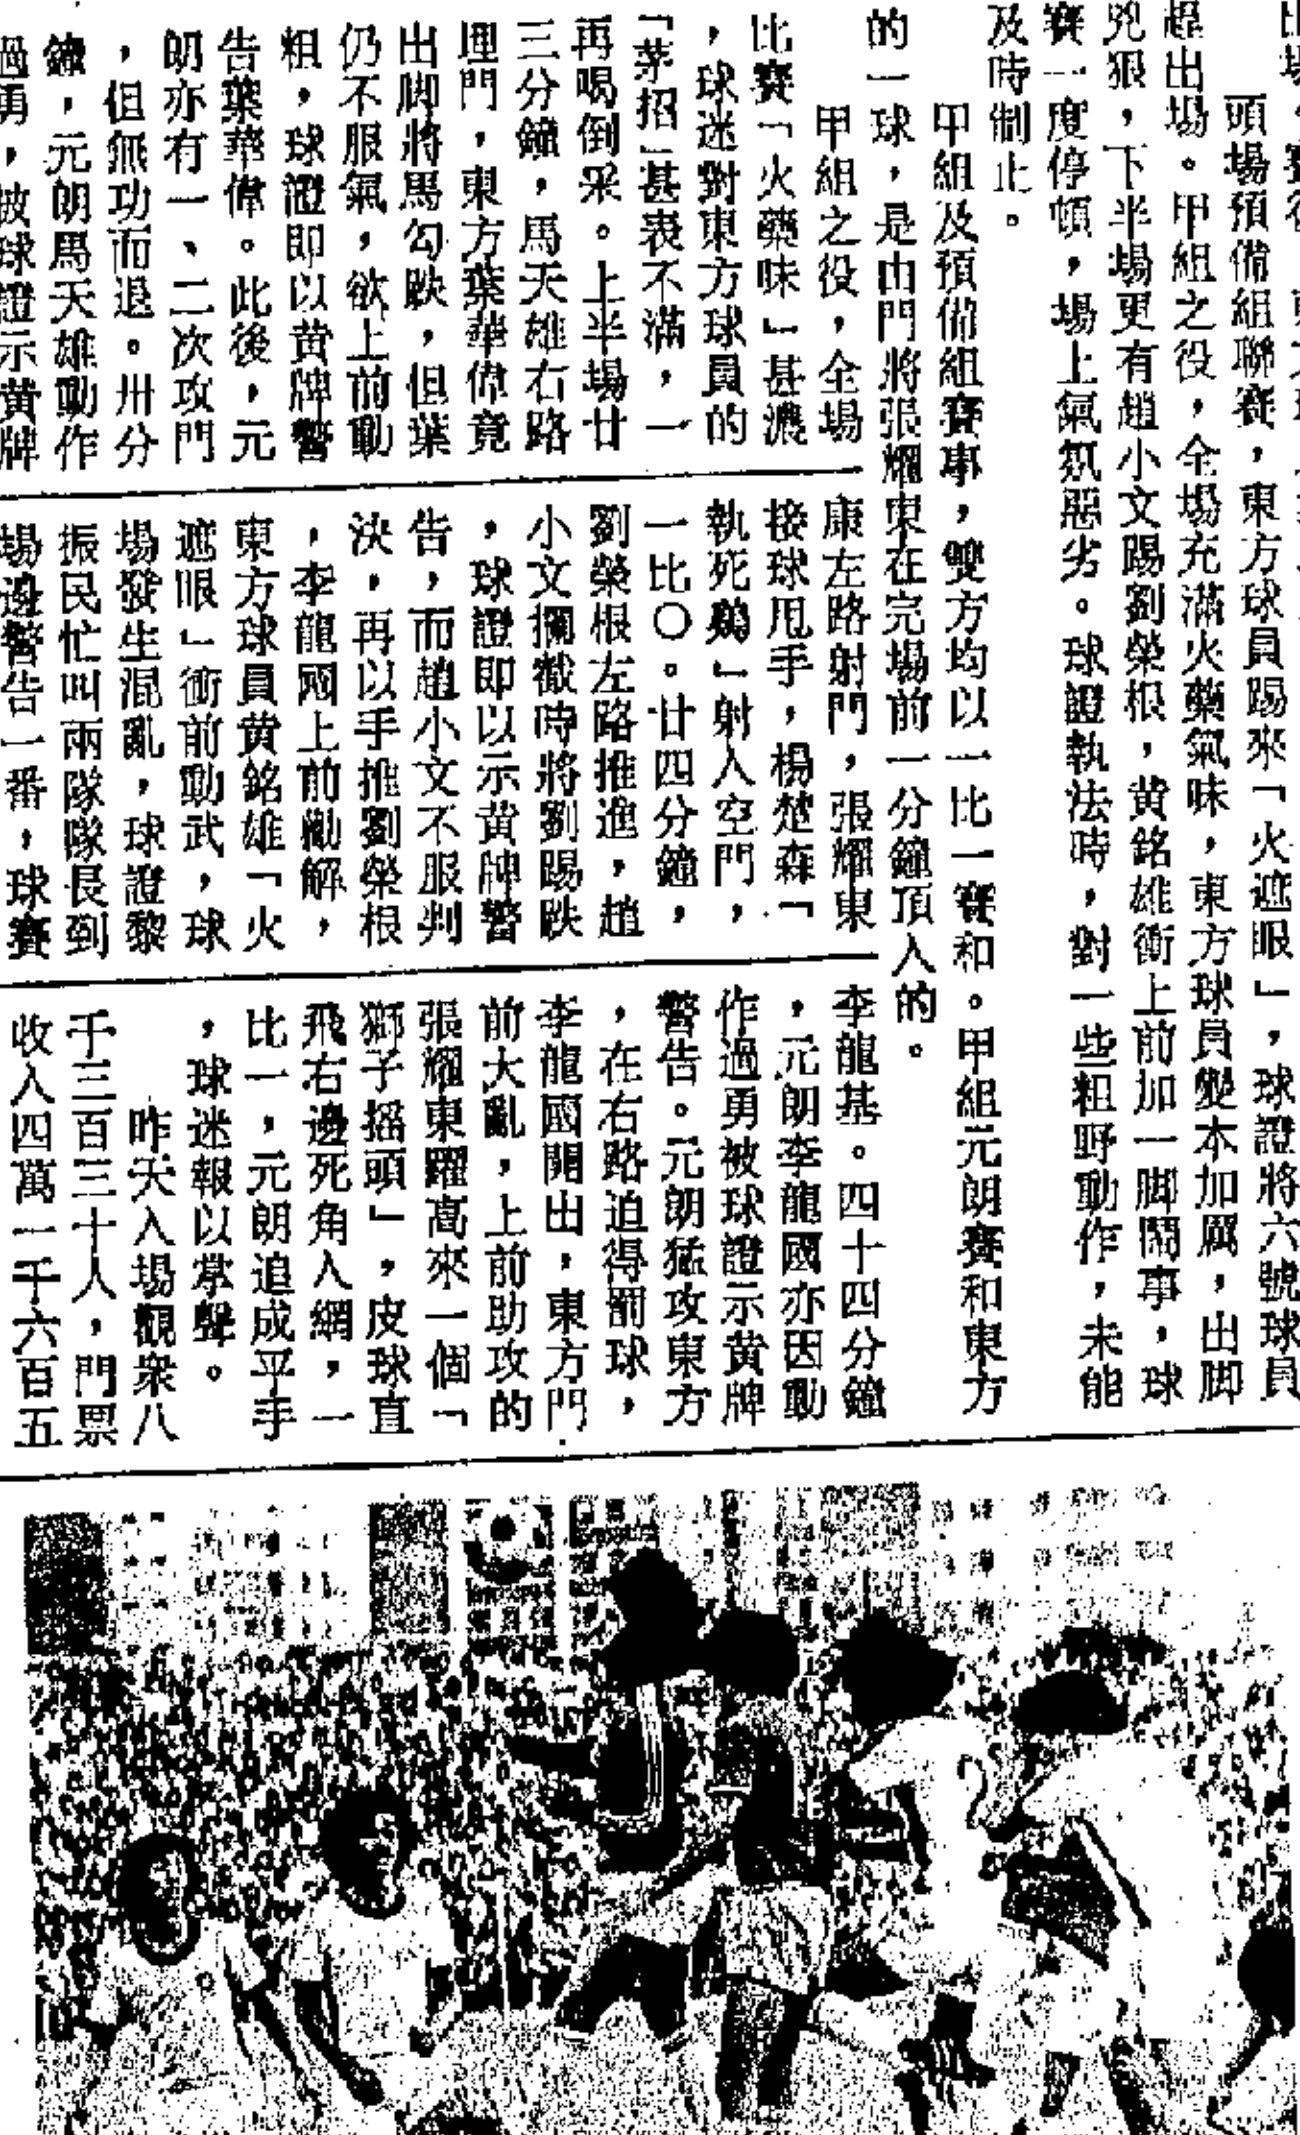 頭場預備組聯賽，東方球員踢來「火遮眼」，球證將六號球員
趕出場。甲組之役，全場充滿火藥氣味，東方球員變本加厲，出脚
兇狠，下半場更有趙小文踢劉榮根，黄銘雄衝上前加一脚鬧事，球
賽一度停頓，場上氣氛惡劣。球證執法時，對一些粗野動作，未能
及時制止。
甲組及預備組賽事，雙方均以一比一賽和。甲組元朗賽和東方
的一球，是由門將張耀東在完場前一分鐘頂入的。
甲組之役，全場
比賽「火藥味」甚濃
，球迷對東方球員的
「茅招」甚表不滿，一
再喝倒采。上半場廿
三分鐘，馬天雄右路
埋門，東方葉華偉竟
出脚將馬勾跌，但葉
仍不服氣，欲上前動
粗，球證即以黄牌警
告葉華偉。此後，元
朗亦有一、二次攻門
，但無功而退。卅分
鐘，元朗馬天雄動作
過勇，被球證示黄牌
康左路射門，張耀東
接球甩手，楊楚森「
執死鷄」射入空門，
一比〇。廿四分鐘，
劉榮根左路推進，趙
小文攔截時將劉踢跌
，球證即以示黄牌警
告，而趙小文不服判
決，再以手推劉榮根
，李龍國上前勸解，
東方球員黄銘雄「火
遮眼」衝前動武，球
場發生混亂，球證黎
振民忙叫兩隊隊長到
場邊警告一番，球賽
李龍基。四十四分鐘
，元朗李龍國亦因動
作過勇被球證示黄牌
警告。元朗猛攻東方
，在右路迫得罰球，
李龍國開出，東方門
前大亂，上前助攻的
張耀東躍高來一個「
獅子摇頭」，皮球直
飛右邊死角入網，一
比一，元朗追成平手
，球迷報以掌聲。
昨天入場觀衆八
千三百三十人，門票
收入四萬一千六百五